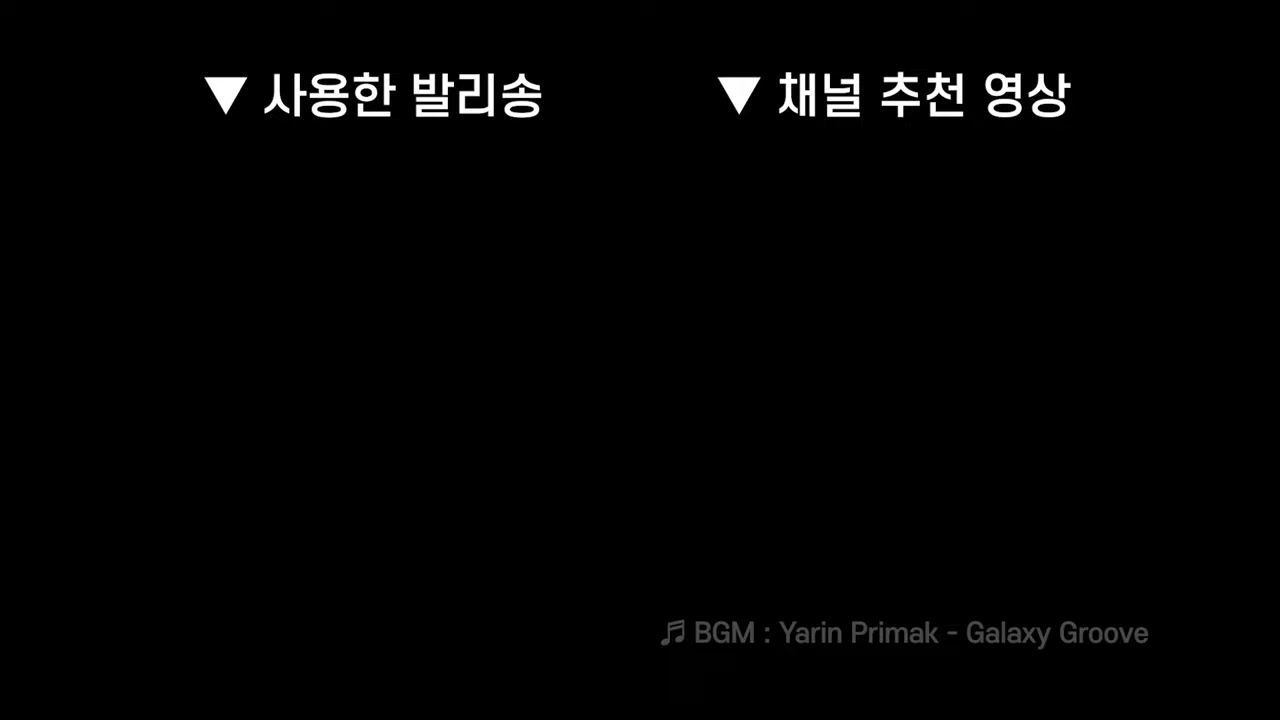 ▼ 사용한 발리송
▼ 채널 추천 영상
♬ BGM : Yarin Primak - Galaxy Groove